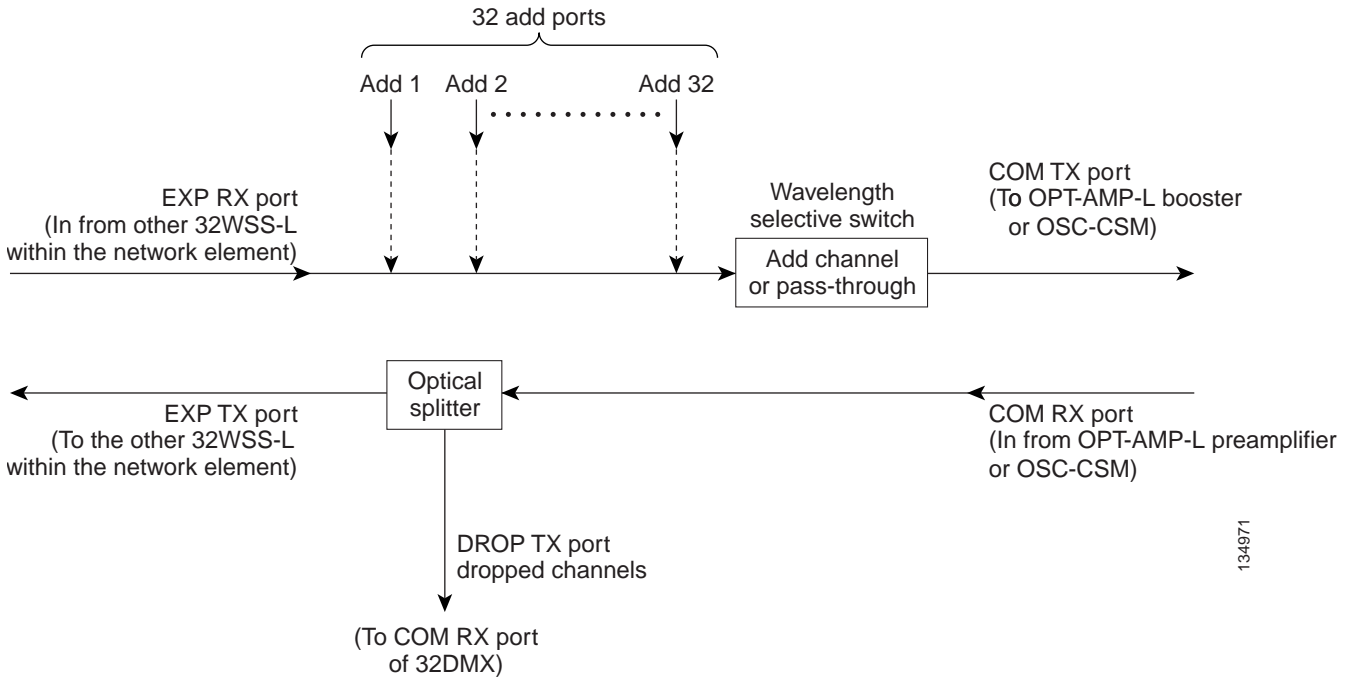 32 add ports
Add 1
Add 2
Add 32
EXP RX port
(In from other 32WSS-L
within the network element)
Wavelength
selective switch
Add channel
or pass-through
COM TX port
(To OPT-AMP-L booster
or OSC-CSM)
Optical
splitter
EXP TX port
(To the other 32WSS-L
within the network element)
COM RX port
(In from OPT-AMP-L preamplifier
or OSC-CSM)
DROP TX port
dropped channels
(To COM RX port
of 32DMX)
134971